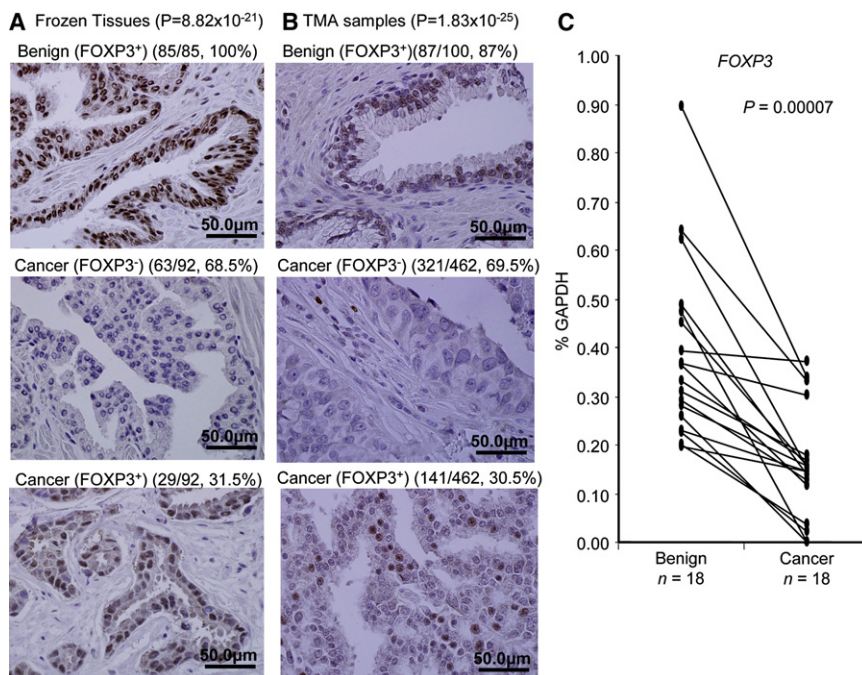 A Frozen Tissues (P=8.82x10-21)
Benign (FOXP3+) (85/85, 100%)
50.0μm
Cancer (FOXP3-) (63/92, 68.5%)
50.0μm
Cancer (FOXP3+) (29/92, 31.5%)
50.0μm
B TMA samples (P=1.83x10-25)
Benign (FOXP3+)(87/100, 87%)
50.0μm
Cancer (FOXP3-) (321/462, 69.5%)
50.0μm
Cancer (FOXP3+) (141/462, 30.5%)
50.0μm
C
FOXP3
P = 0.00007
% GAPDH
1.00
0.90
0.80
0.70
0.60
0.50
0.40
0.30
0.20
0.10
0.00
Benign Cancer
n = 18 n = 18